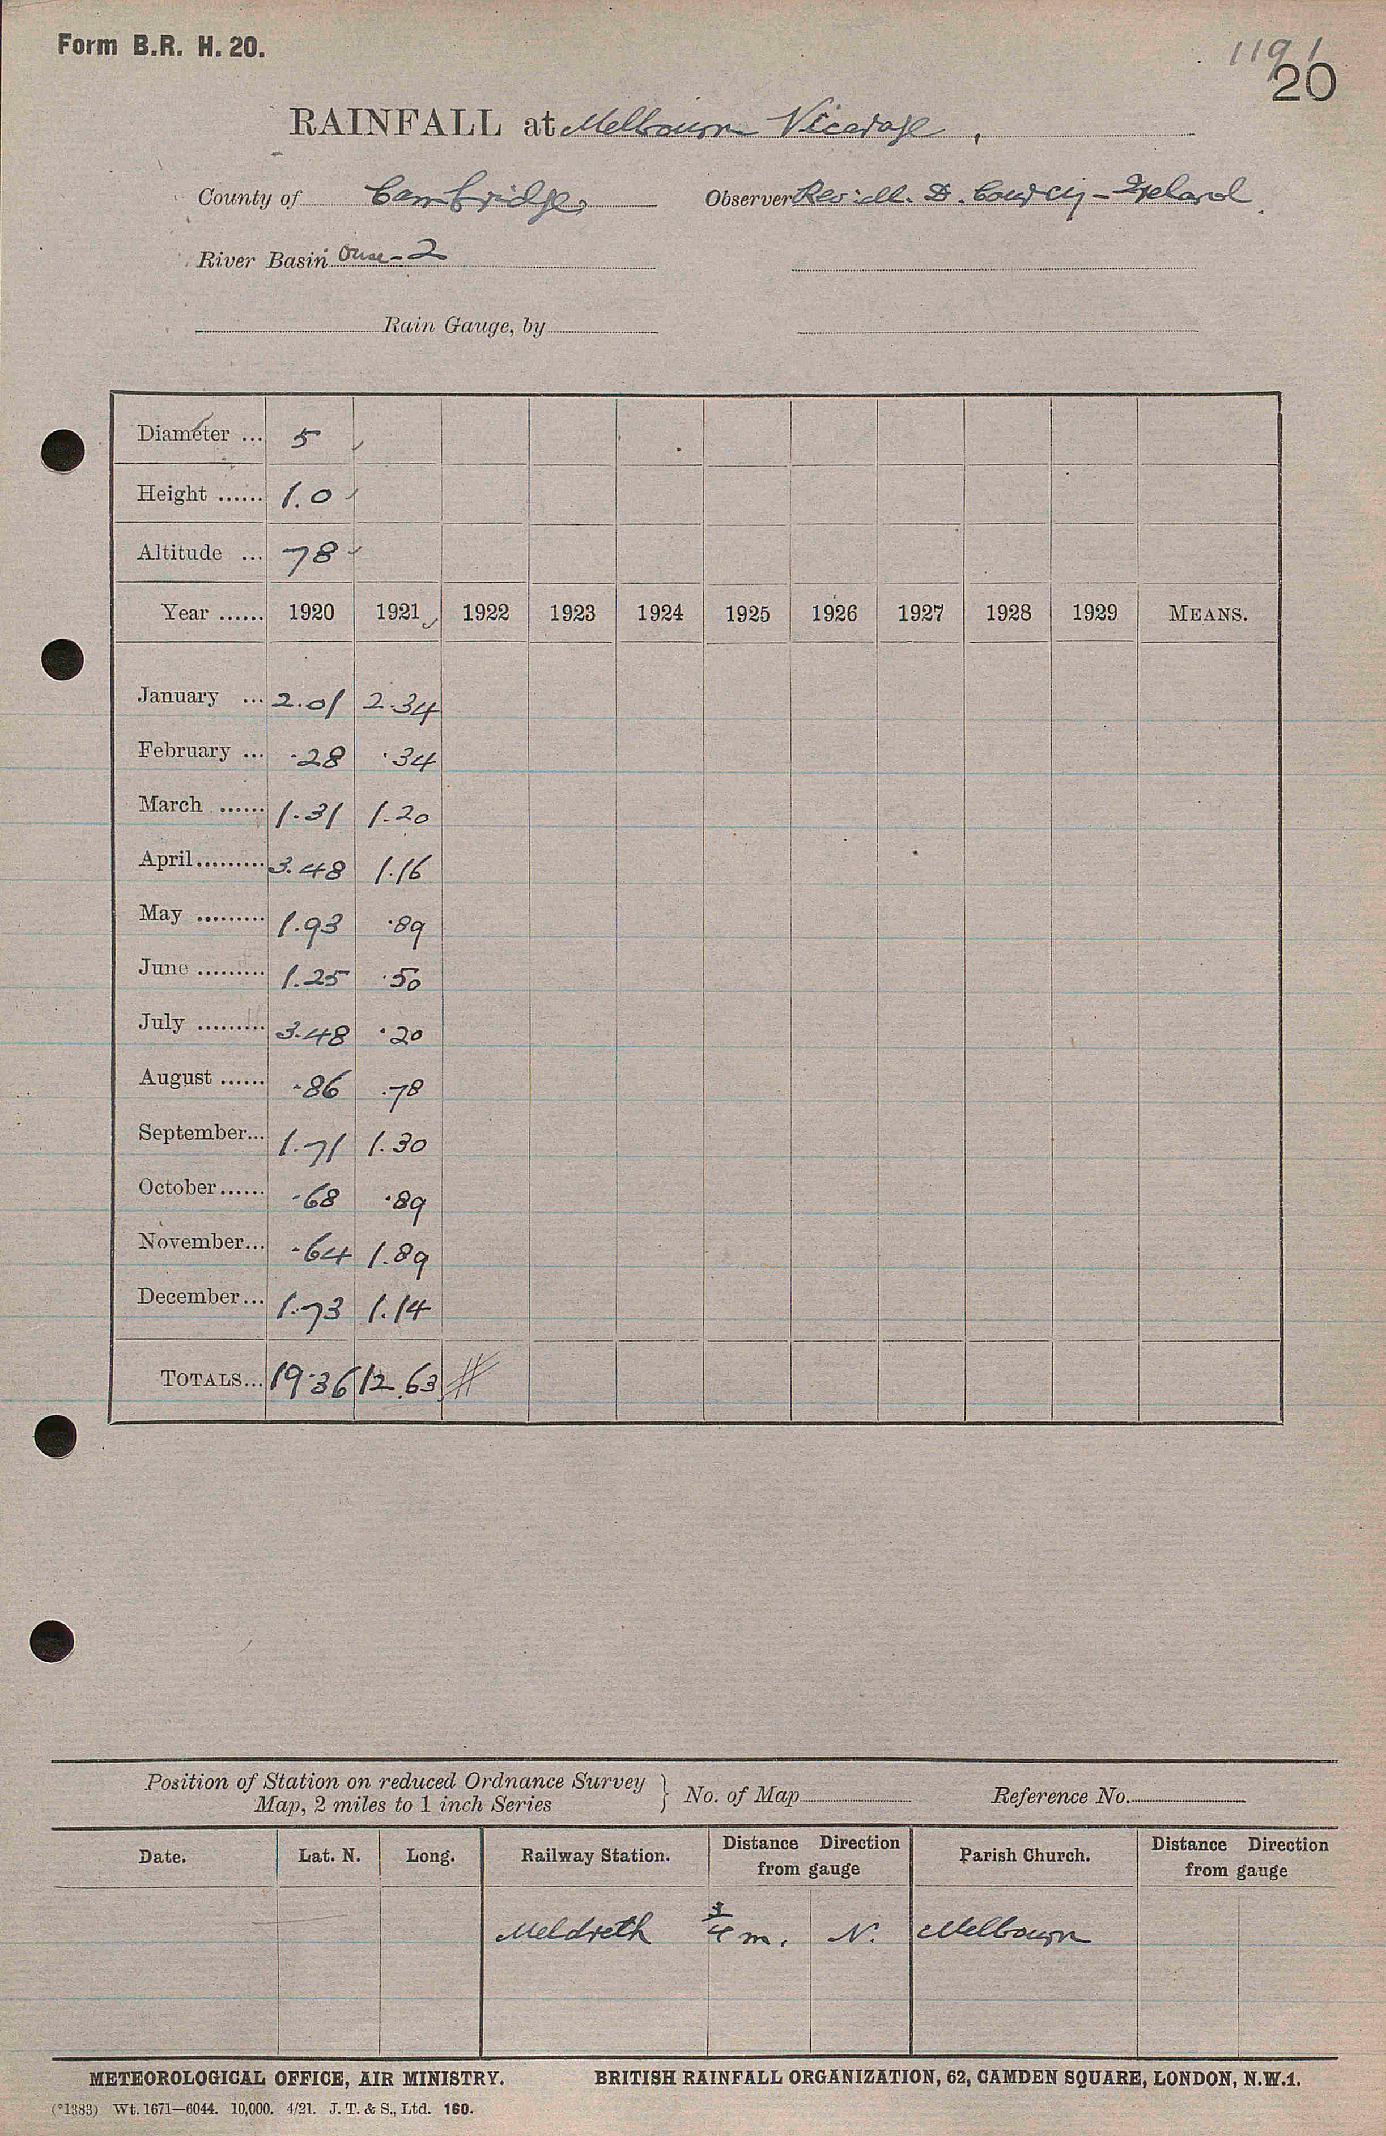 Form B.R. H. 20.
1191
20
RAINFALL at Melbourn Vicarage,
County of Cambridge Observer Rev. M. D. Courcy-Ireland.
River Basin Ouse-2
Rain Gauge, by
Diameter ... 5
Height ...... 1.0
Altitude ... 78
Year ...... 1920 1921 1922 1923 1924 1925 1926 1927 1928 1929 MEANS.
January ... 2.01 2.34
February ... .28 .34
March ...... 1.31 1.20
April ......... 3.48 1.16
May ......... 1.93 .89
June ......... 1.25 .50
July ......... 3.48 .20
August ...... .86 .78
September... 1.71 1.30
October ...... .68 .89
November... .64 1.89
December... 1.73 1.14
TOTALS... 19.36 12.63
Position of Station on reduced Ordnance Survey
Map, 2 miles to 1 inch Series } No. of Map Reference No.
Date. Lat. N. Long. Railway Station. Distance Direction from gauge Parish Church. Distance Direction from gauge
Meldreth 3/4 m. N. Melbourn
METEOROLOGICAL OFFICE, AIR MINISTRY. BRITISH RAINFALL ORGANIZATION, 62, CAMDEN SQUARE, LONDON, N.W.1.
(*1383) Wt. 1671—6044. 10,000. 4/21. J. T. & S., Ltd. 160.